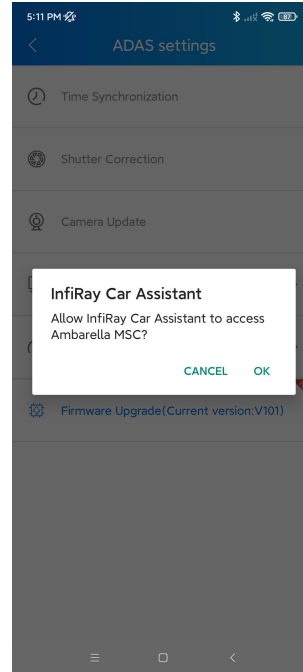 5:11 PM
87
ADAS settings
Time Synchronization
Shutter Correction
Camera Update
InfiRay Car Assistant
Allow InfiRay Car Assistant to access
Ambarella MSC?
CANCEL OK
Firmware Upgrade(Current version:V101)